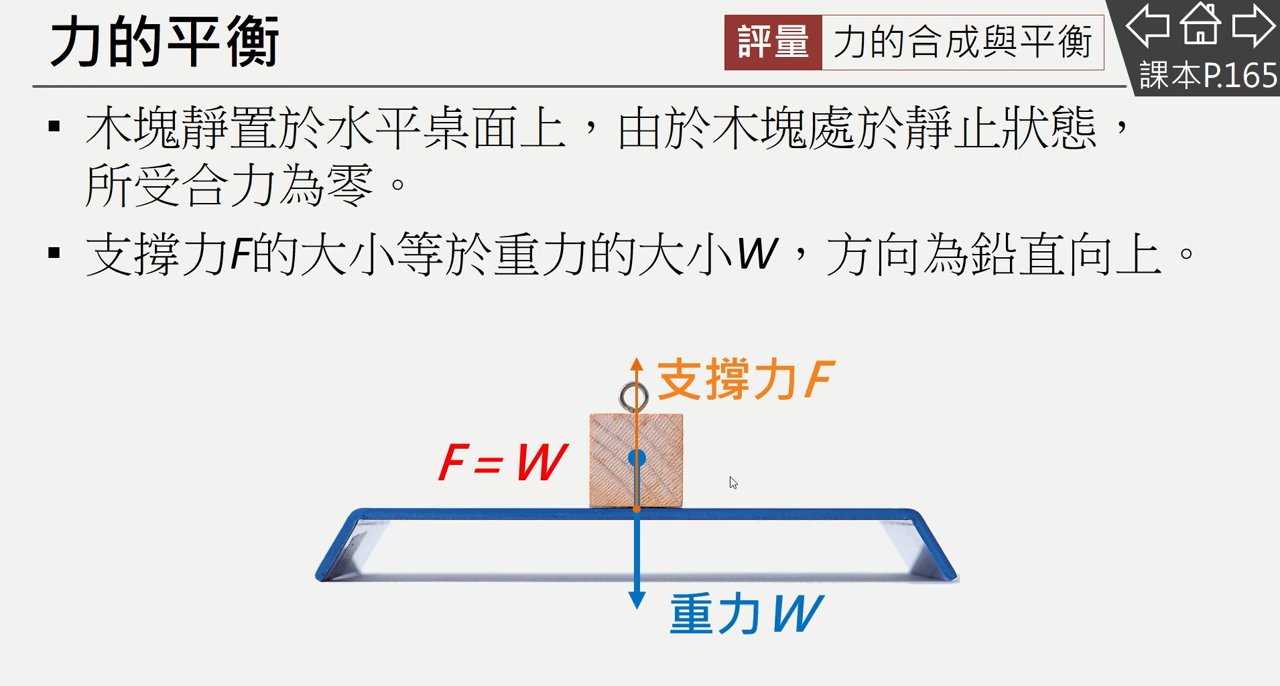 力的平衡
評量 力的合成與平衡
課本P.165
▪ 木塊靜置於水平桌面上，由於木塊處於靜止狀態，
所受合力為零。
▪ 支撐力F的大小等於重力的大小W，方向為鉛直向上。
支撐力F
F = W
重力W